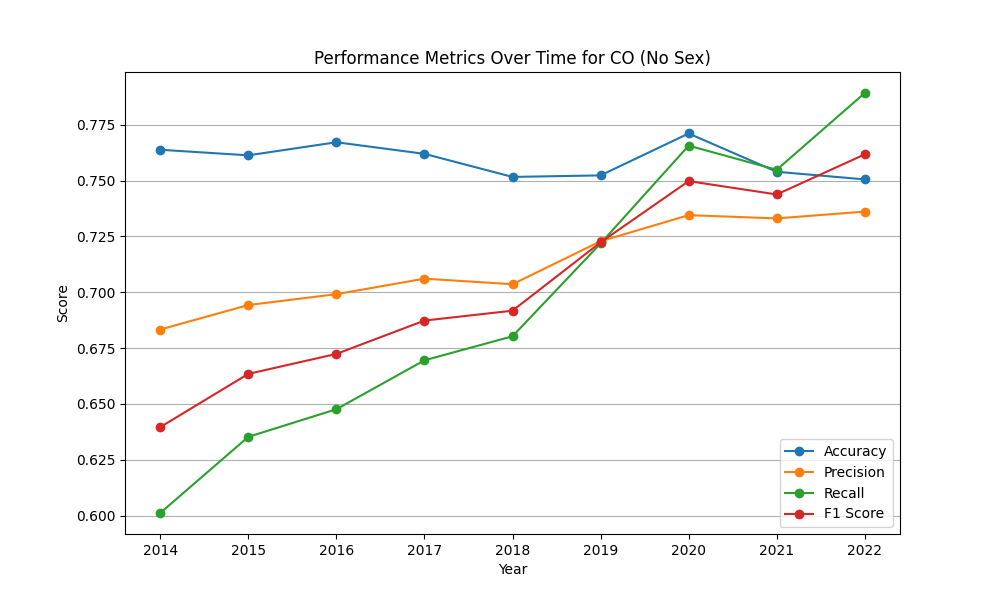 Performance Metrics Over Time for CO (No Sex)
Score
0.775
0.750
0.725
0.700
0.675
0.650
0.625
0.600
Accuracy
Precision
Recall
F1 Score
2014 2015 2016 2017 2018 2019 2020 2021 2022
Year